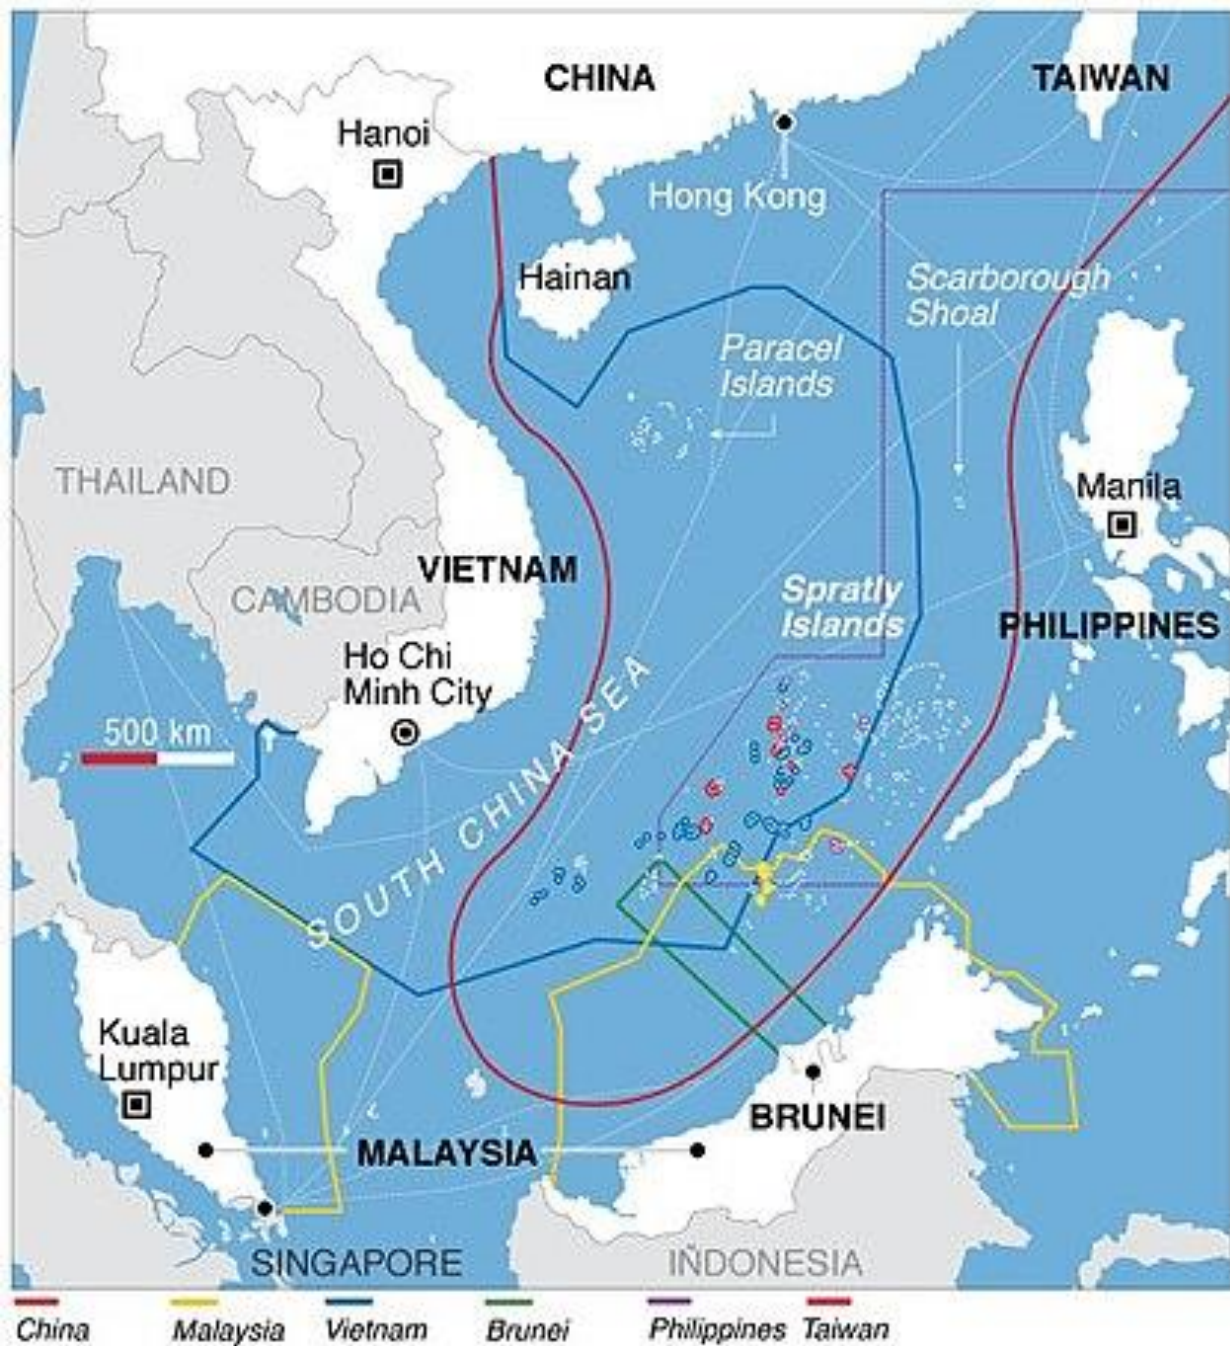 CHINA
TAIWAN
Hanoi
Hong Kong
Hainan
Scarborough
Shoal
Paracel
Islands
THAILAND
Manila
VIETNAM
CAMBODIA
Spratly
Islands
PHILIPPINES
Ho Chi
Minh City
500 km
SOUTH CHINA SEA
Kuala
Lumpur
BRUNEI
MALAYSIA
SINGAPORE
INDONESIA
China
Malaysia
Vietnam
Brunei
Philippines
Taiwan